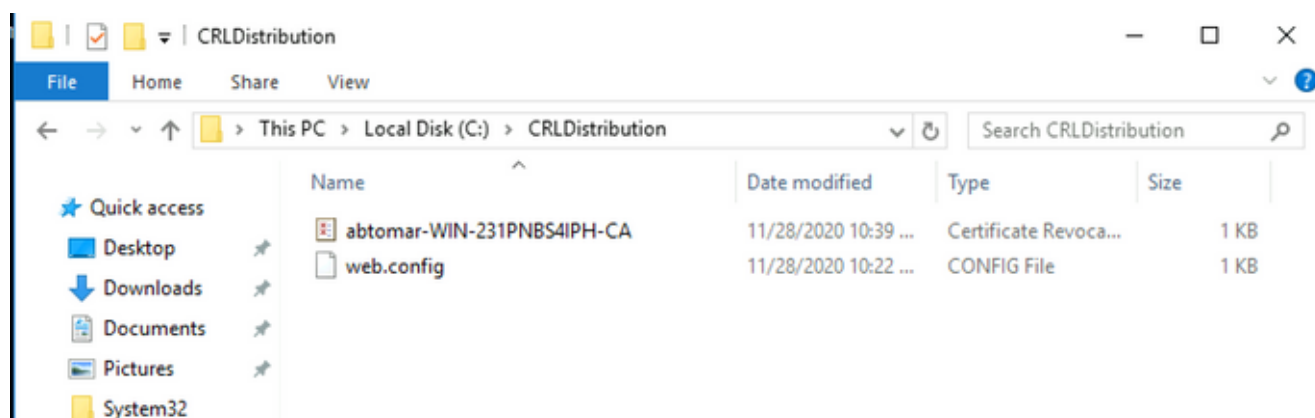 CRLDistribution
File Home Share View
This PC > Local Disk (C:) > CRLDistribution Search CRLDistribution
Name Date modified Type Size
Quick access
Desktop
Downloads
Documents
Pictures
System32
abtomar-WIN-231PNBS4IPH-CA 11/28/2020 10:39 ... Certificate Revoca... 1 KB
web.config 11/28/2020 10:22 ... CONFIG File 1 KB